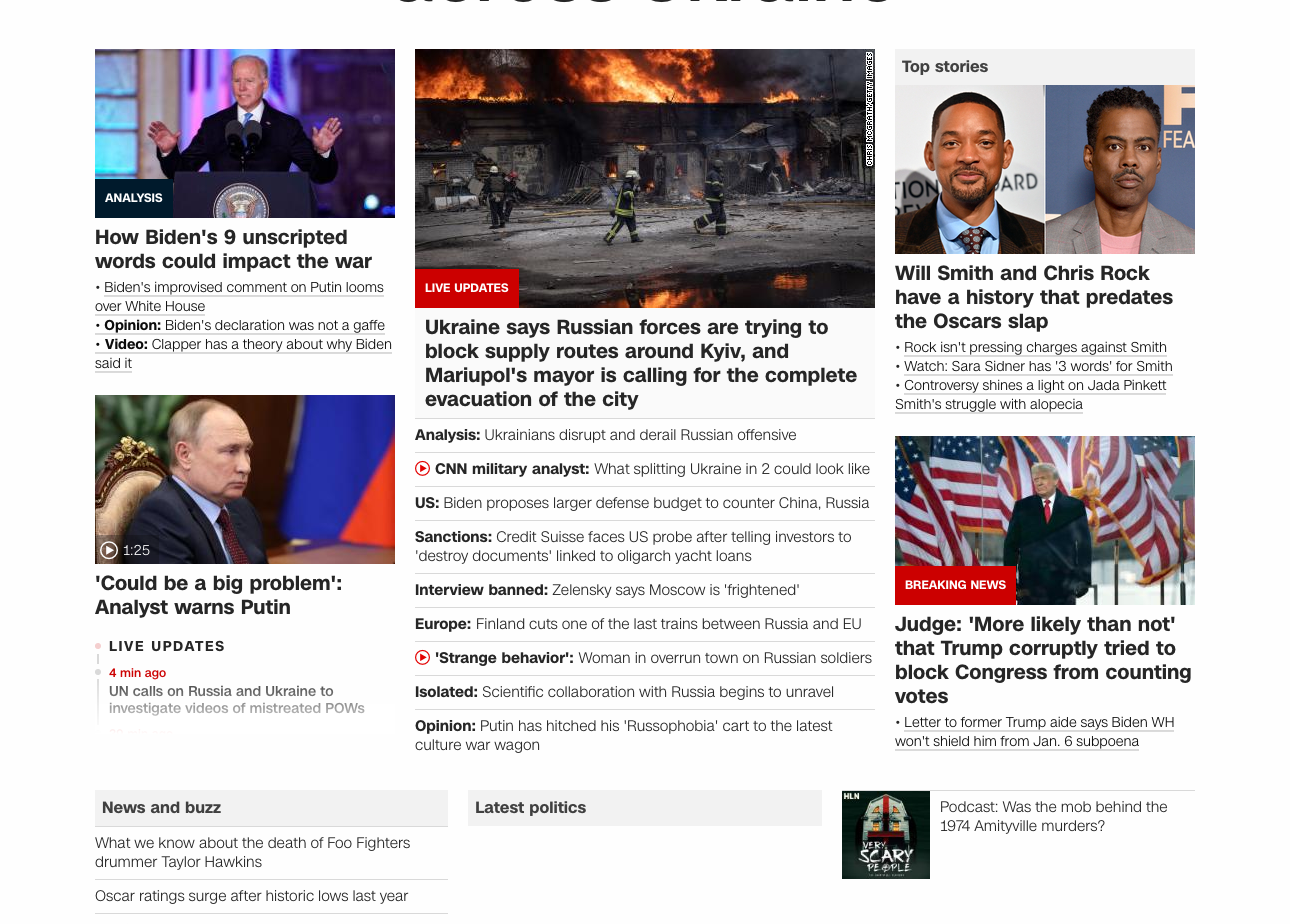 across Ukraine
ANALYSIS
How Biden's 9 unscripted
words could impact the war
• Biden's improvised comment on Putin looms
over White House
• Opinion: Biden's declaration was not a gaffe
• Video: Clapper has a theory about why Biden
said it
1:25
'Could be a big problem':
Analyst warns Putin
LIVE UPDATES
4 min ago
UN calls on Russia and Ukraine to
investigate videos of mistreated POWs
CHRIS MCGRATH/GETTY IMAGES
LIVE UPDATES
Ukraine says Russian forces are trying to
block supply routes around Kyiv, and
Mariupol's mayor is calling for the complete
evacuation of the city
Analysis: Ukrainians disrupt and derail Russian offensive
CNN military analyst: What splitting Ukraine in 2 could look like
US: Biden proposes larger defense budget to counter China, Russia
Sanctions: Credit Suisse faces US probe after telling investors to
'destroy documents' linked to oligarch yacht loans
Interview banned: Zelensky says Moscow is 'frightened'
Europe: Finland cuts one of the last trains between Russia and EU
'Strange behavior': Woman in overrun town on Russian soldiers
Isolated: Scientific collaboration with Russia begins to unravel
Opinion: Putin has hitched his 'Russophobia' cart to the latest
culture war wagon
Top stories
FEA
Will Smith and Chris Rock
have a history that predates
the Oscars slap
• Rock isn't pressing charges against Smith
• Watch: Sara Sidner has '3 words' for Smith
• Controversy shines a light on Jada Pinkett
Smith's struggle with alopecia
BREAKING NEWS
Judge: 'More likely than not'
that Trump corruptly tried to
block Congress from counting
votes
• Letter to former Trump aide says Biden WH
won't shield him from Jan. 6 subpoena
News and buzz
What we know about the death of Foo Fighters
drummer Taylor Hawkins
Oscar ratings surge after historic lows last year
Latest politics
HLN
VERY
SCARY
PEOPLE
Podcast: Was the mob behind the
1974 Amityville murders?